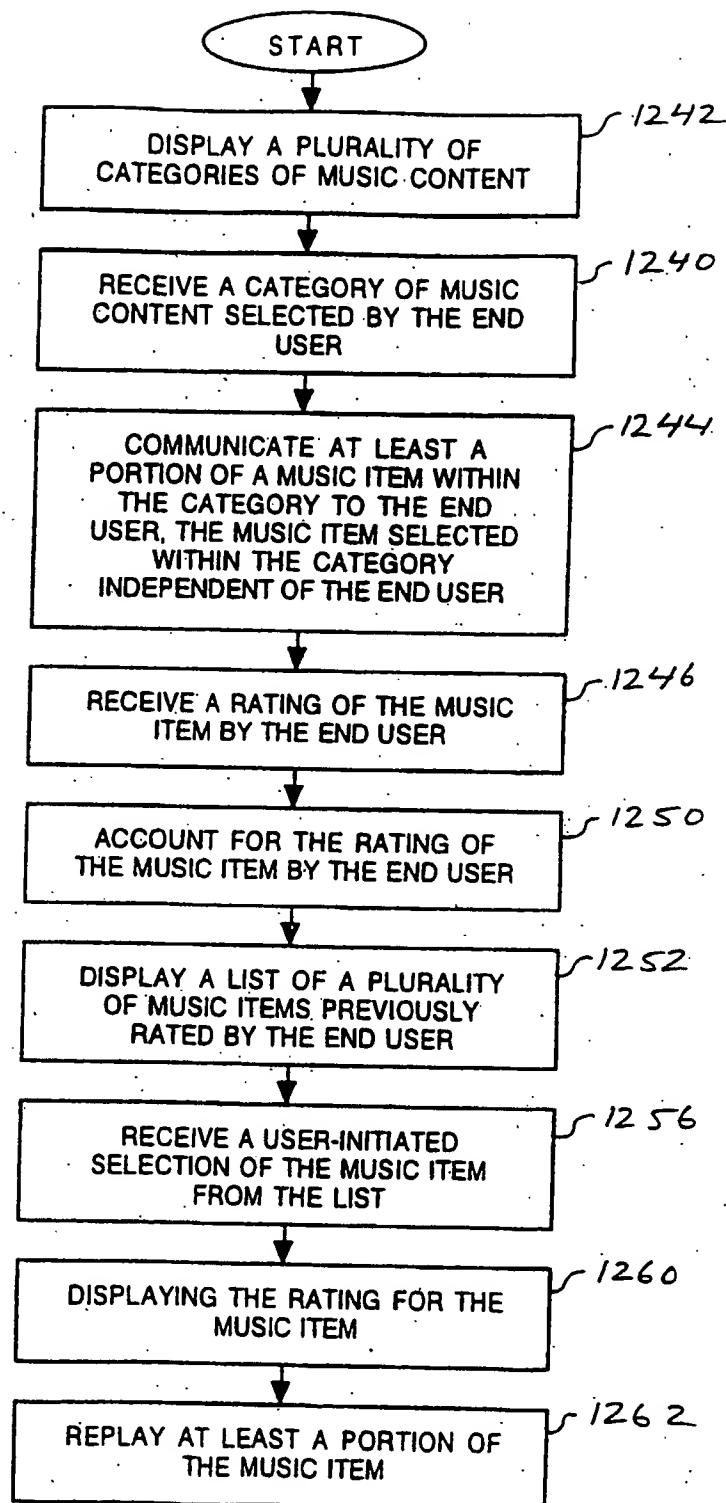 START
1242
DISPLAY A PLURALITY OF
CATEGORIES OF MUSIC CONTENT
1240
RECEIVE A CATEGORY OF MUSIC
CONTENT SELECTED BY THE END
USER
1244
COMMUNICATE AT LEAST A
PORTION OF A MUSIC ITEM WITHIN
THE CATEGORY TO THE END
USER, THE MUSIC ITEM SELECTED
WITHIN THE CATEGORY
INDEPENDENT OF THE END USER
1246
RECEIVE A RATING OF THE MUSIC
ITEM BY THE END USER
1250
ACCOUNT FOR THE RATING OF
THE MUSIC ITEM BY THE END USER
1252
DISPLAY A LIST OF A PLURALITY
OF MUSIC ITEMS PREVIOUSLY
RATED BY THE END USER
1256
RECEIVE A USER-INITIATED
SELECTION OF THE MUSIC ITEM
FROM THE LIST
1260
DISPLAYING THE RATING FOR THE
MUSIC ITEM
1262
REPLAY AT LEAST A PORTION OF
THE MUSIC ITEM